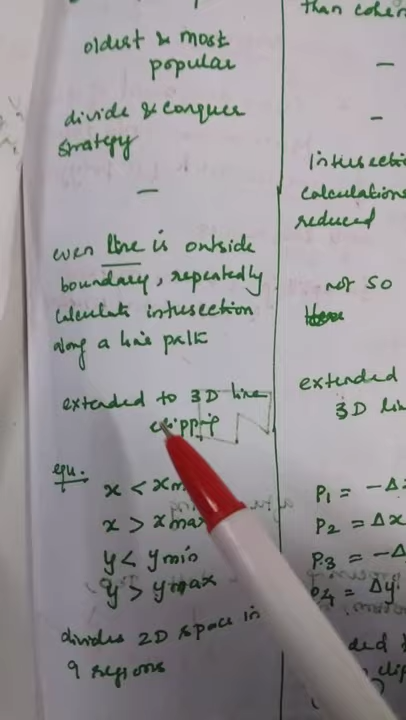 oldest & most
popular
divide & conquer
strategy
—
even line is outside
boundary, repeatedly
calculate intersection
along a line path
extended to 3D line
clipping
equ.
x < xmin
x > xmax
y < ymin
y > ymax
divides 2D space in
9 regions
than cohen
—
-
intersection
calculations
reduced
not so
extended
3D lin
P1 = -Δ
P2 = Δx
P3 = -Δ
P4 = Δy